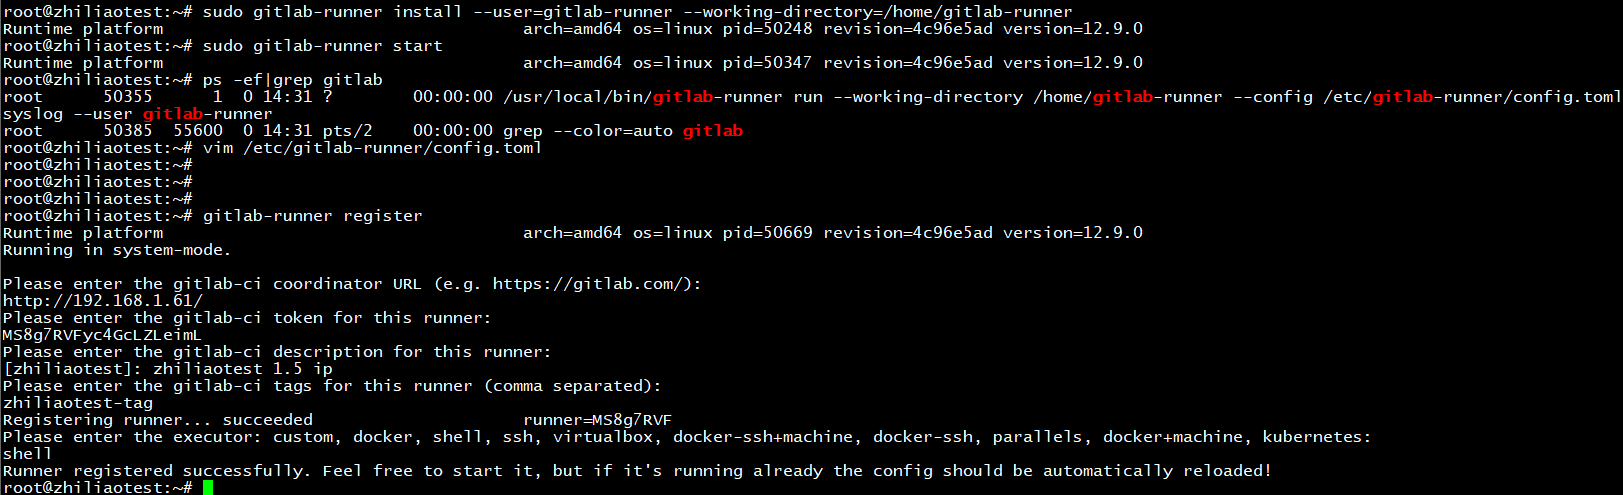 root@zhiliaotest:~# sudo gitlab-runner install --user=gitlab-runner --working-directory=/home/gitlab-runner
Runtime platform                                    arch=amd64 os=linux pid=50248 revision=4c96e5ad version=12.9.0
root@zhiliaotest:~# sudo gitlab-runner start
Runtime platform                                    arch=amd64 os=linux pid=50347 revision=4c96e5ad version=12.9.0
root@zhiliaotest:~# ps -ef|grep gitlab
root      50355      1  0 14:31 ?        00:00:00 /usr/local/bin/gitlab-runner run --working-directory /home/gitlab-runner --config /etc/gitlab-runner/config.toml
syslog --user gitlab-runner
root      50385  55600  0 14:31 pts/2    00:00:00 grep --color=auto gitlab
root@zhiliaotest:~# vim /etc/gitlab-runner/config.toml
root@zhiliaotest:~#
root@zhiliaotest:~#
root@zhiliaotest:~#
root@zhiliaotest:~# gitlab-runner register
Runtime platform                                    arch=amd64 os=linux pid=50669 revision=4c96e5ad version=12.9.0
Running in system-mode.
Please enter the gitlab-ci coordinator URL (e.g. https://gitlab.com/):
http://192.168.1.61/
Please enter the gitlab-ci token for this runner:
MS8g7RVFyc4GcLZLeimL
Please enter the gitlab-ci description for this runner:
[zhiliaotest]: zhiliaotest 1.5 ip
Please enter the gitlab-ci tags for this runner (comma separated):
zhiliaotest-tag
Registering runner... succeeded                     runner=MS8g7RVF
Please enter the executor: custom, docker, shell, ssh, virtualbox, docker-ssh+machine, docker-ssh, parallels, docker+machine, kubernetes:
shell
Runner registered successfully. Feel free to start it, but if it's running already the config should be automatically reloaded!
root@zhiliaotest:~#